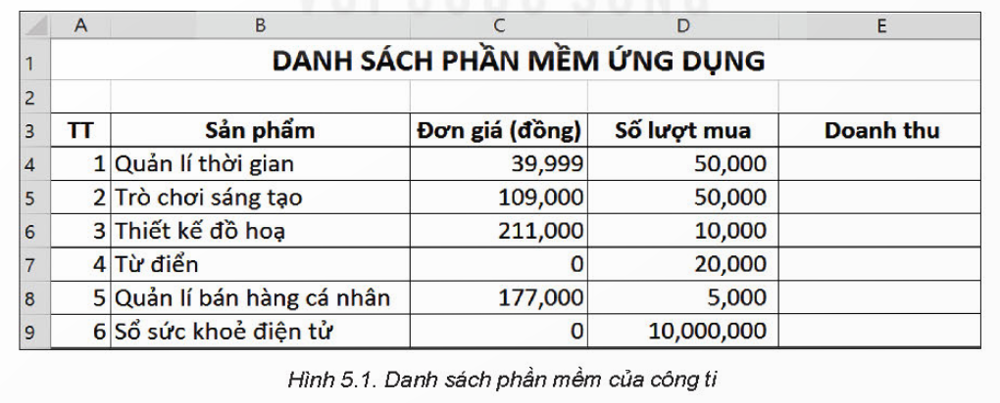 A B C D E
1 DANH SÁCH PHẦN MỀM ỨNG DỤNG
2
3 TT Sản phẩm Đơn giá (đồng) Số lượt mua Doanh thu
4 1 Quản lí thời gian 39,999 50,000
5 2 Trò chơi sáng tạo 109,000 50,000
6 3 Thiết kế đồ hoạ 211,000 10,000
7 4 Từ điển 0 20,000
8 5 Quản lí bán hàng cá nhân 177,000 5,000
9 6 Sổ sức khoẻ điện tử 0 10,000,000
Hình 5.1. Danh sách phần mềm của công ti